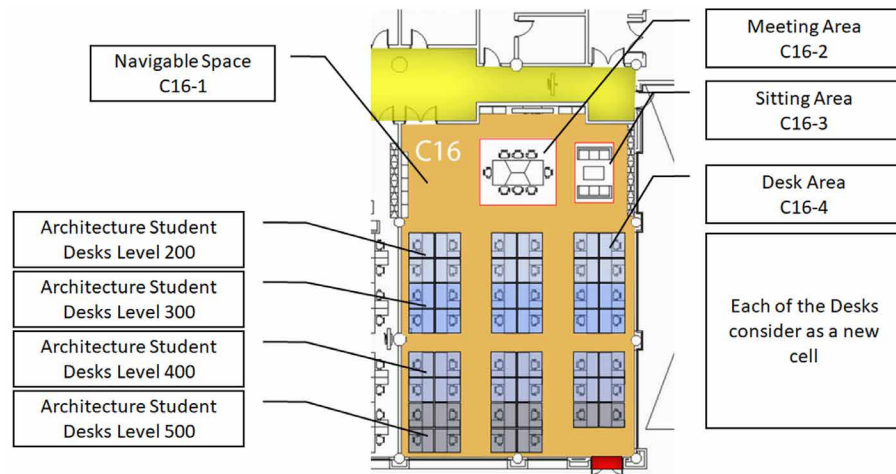 Navigable Space
C16-1
Meeting Area
C16-2
Sitting Area
C16-3
Desk Area
C16-4
C16
Architecture Student
Desks Level 200
Architecture Student
Desks Level 300
Architecture Student
Desks Level 400
Architecture Student
Desks Level 500
Each of the Desks
consider as a new
cell